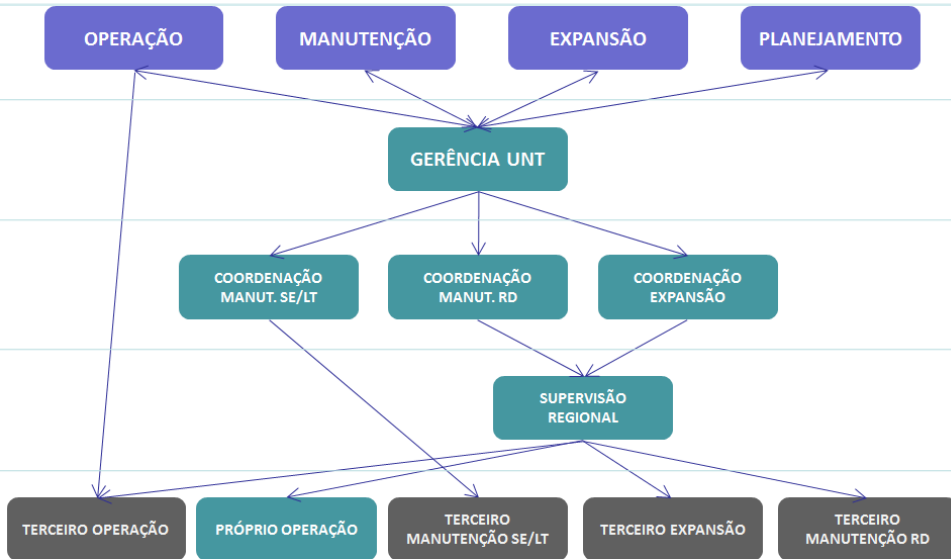 OPERAÇÃO
MANUTENÇÃO
EXPANSÃO
PLANEJAMENTO
GERÊNCIA UNT
COORDENAÇÃO
MANUT. SE/LT
COORDENAÇÃO
MANUT. RD
COORDENAÇÃO
EXPANSÃO
SUPERVISÃO
REGIONAL
TERCEIRO OPERAÇÃO
PRÓPRIO OPERAÇÃO
TERCEIRO
MANUTENÇÃO SE/LT
TERCEIRO EXPANSÃO
TERCEIRO
MANUTENÇÃO RD